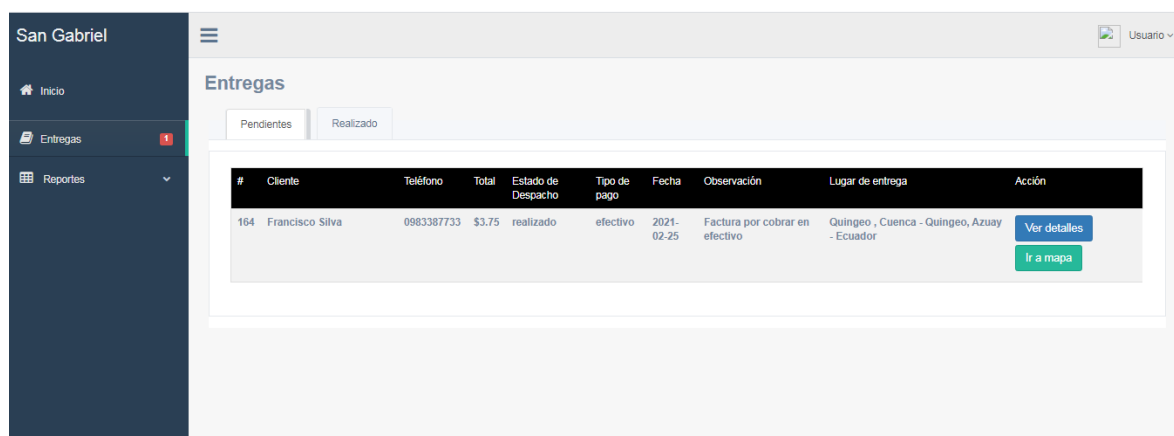 San Gabriel
Usuario
Inicio
Entregas 1
Reportes
Entregas
Pendientes Realizado
# Cliente Teléfono Total Estado de Despacho Tipo de pago Fecha Observación Lugar de entrega Acción
164 Francisco Silva 0983387733 $3.75 realizado efectivo 2021-02-25 Factura por cobrar en efectivo Quingeo , Cuenca - Quingeo, Azuay - Ecuador Ver detalles
Ir a mapa